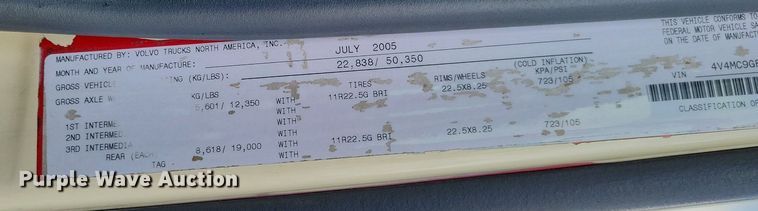 MANUFACTURED BY: VOLVO TRUCKS NORTH AMERICA, INC.
MONTH AND YEAR OF MANUFACTURE: JULY 2005
GROSS VEHICLE (KG/LBS): 22,838/ 50,350
GROSS AXLE KG/LBS TIRES RIMS/WHEELS (COLD INFLATION) KPA/PSI
5,601/ 12,350 WITH 11R22.5G BRI 22.5X8.25 723/105
1ST INTERME WITH
2ND INTERMED WITH
3RD INTERMEDIA WITH
REAR (EACH 8,618/ 19,000 WITH 11R22.5G BRI 22.5X8.25 723/105
TAG WITH
THIS VEHICLE CONFORMS TO
FEDERAL MOTOR VEHICLE SA
ON THE DATE OF MANUFACT
VIN 4V4MC9G
CLASSIFICATION OF
Purple Wave Auction